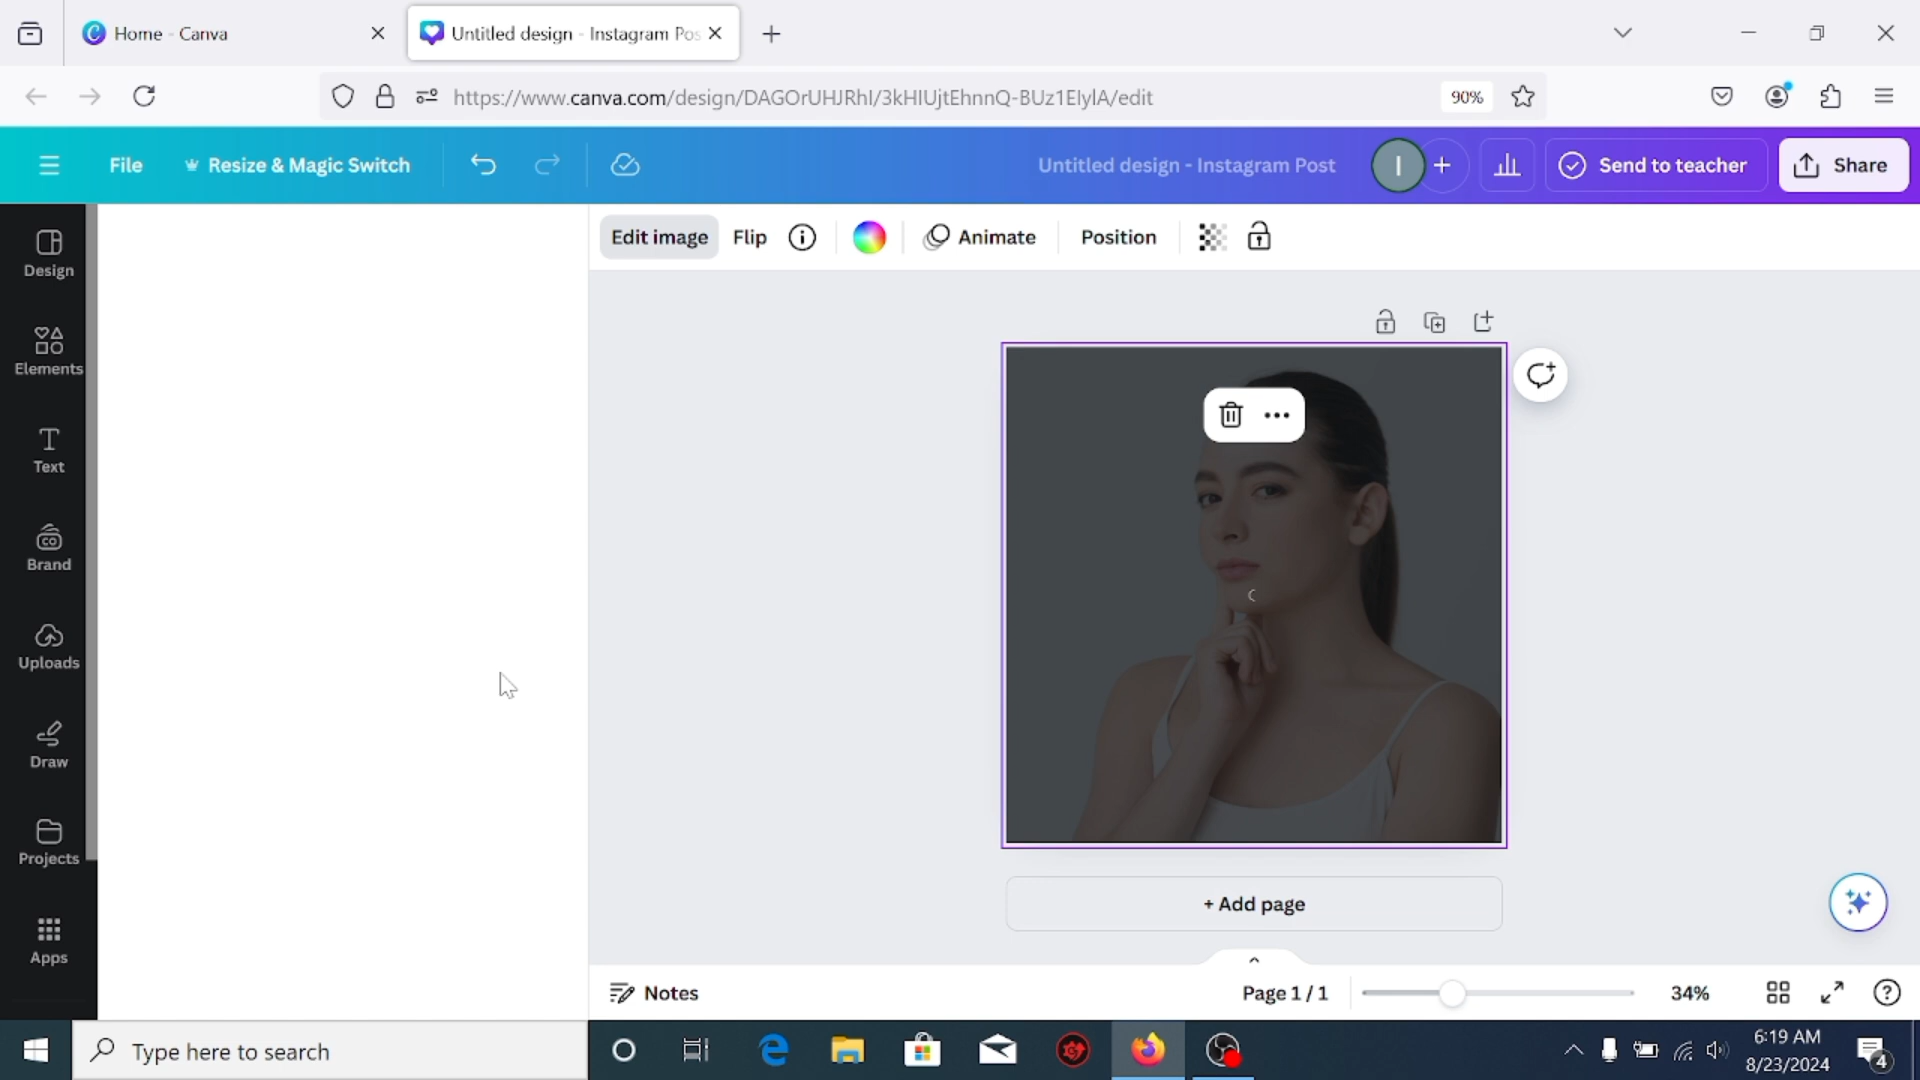 Home - Canva
Untitled design - Instagram Pos
https://www.canva.com/design/DAGOrUHJRhI/3kHIUjtEhnnQ-BUz1ElylA/edit
90%
File
Resize & Magic Switch
Untitled design - Instagram Post
I
+
Send to teacher
Share
Design
Elements
Text
Brand
Uploads
Draw
Projects
Apps
Edit image
Flip
Animate
Position
+ Add page
Notes
Page 1 / 1
34%
Type here to search
6:19 AM
8/23/2024
4